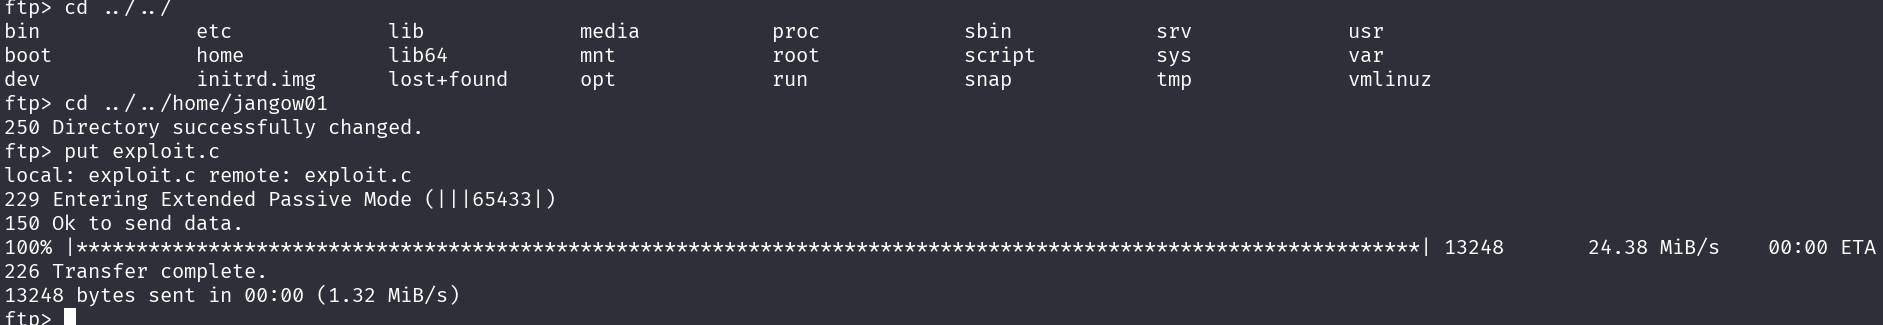 ftp> cd ../../
bin etc lib media proc sbin srv usr
boot home lib64 mnt root script sys var
dev initrd.img lost+found opt run snap tmp vmlinuz
ftp> cd ../../home/jangow01
250 Directory successfully changed.
ftp> put exploit.c
local: exploit.c remote: exploit.c
229 Entering Extended Passive Mode (|||65433|)
150 Ok to send data.
100% |****************************************************************************************************************| 13248 24.38 MiB/s 00:00 ETA
226 Transfer complete.
13248 bytes sent in 00:00 (1.32 MiB/s)
ftp>